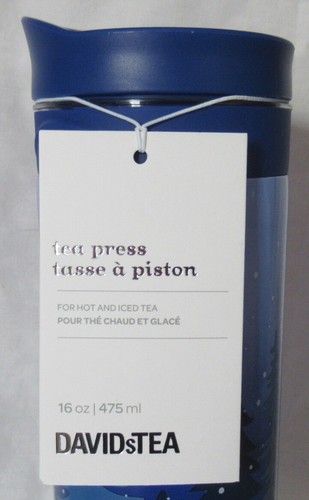 tea press
tasse à piston
FOR HOT AND ICED TEA
POUR THÉ CHAUD ET GLACÉ
16 oz | 475 ml
DAVIDsTEA